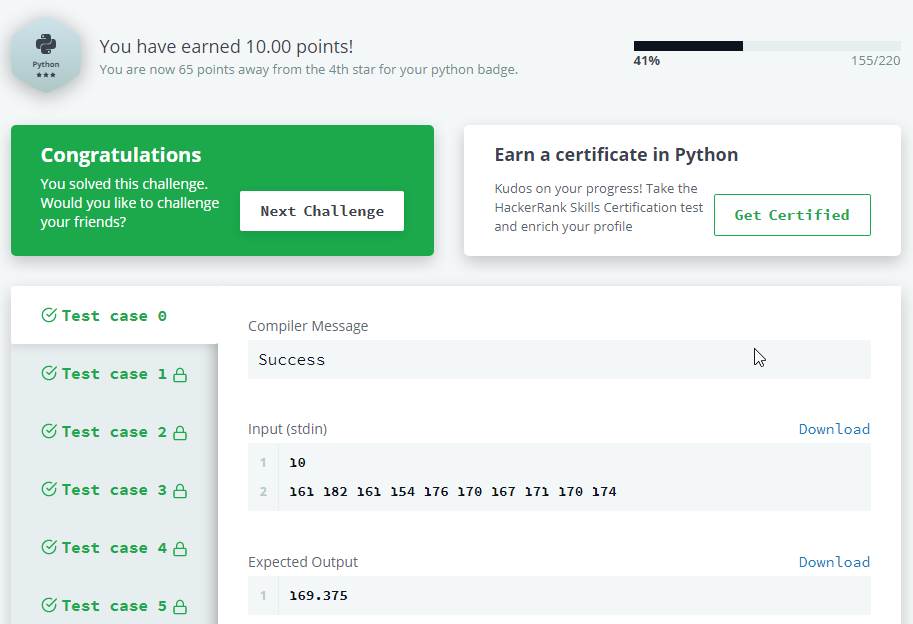 Python
★★★
You have earned 10.00 points!
You are now 65 points away from the 4th star for your python badge.
41%
155/220
Congratulations
You solved this challenge.
Would you like to challenge
your friends?
Next Challenge
Earn a certificate in Python
Kudos on your progress! Take the
HackerRank Skills Certification test
and enrich your profile
Get Certified
Test case 0
Test case 1
Test case 2
Test case 3
Test case 4
Test case 5
Compiler Message
Success
Input (stdin)
Download
1 10
2 161 182 161 154 176 170 167 171 170 174
Expected Output
Download
1 169.375